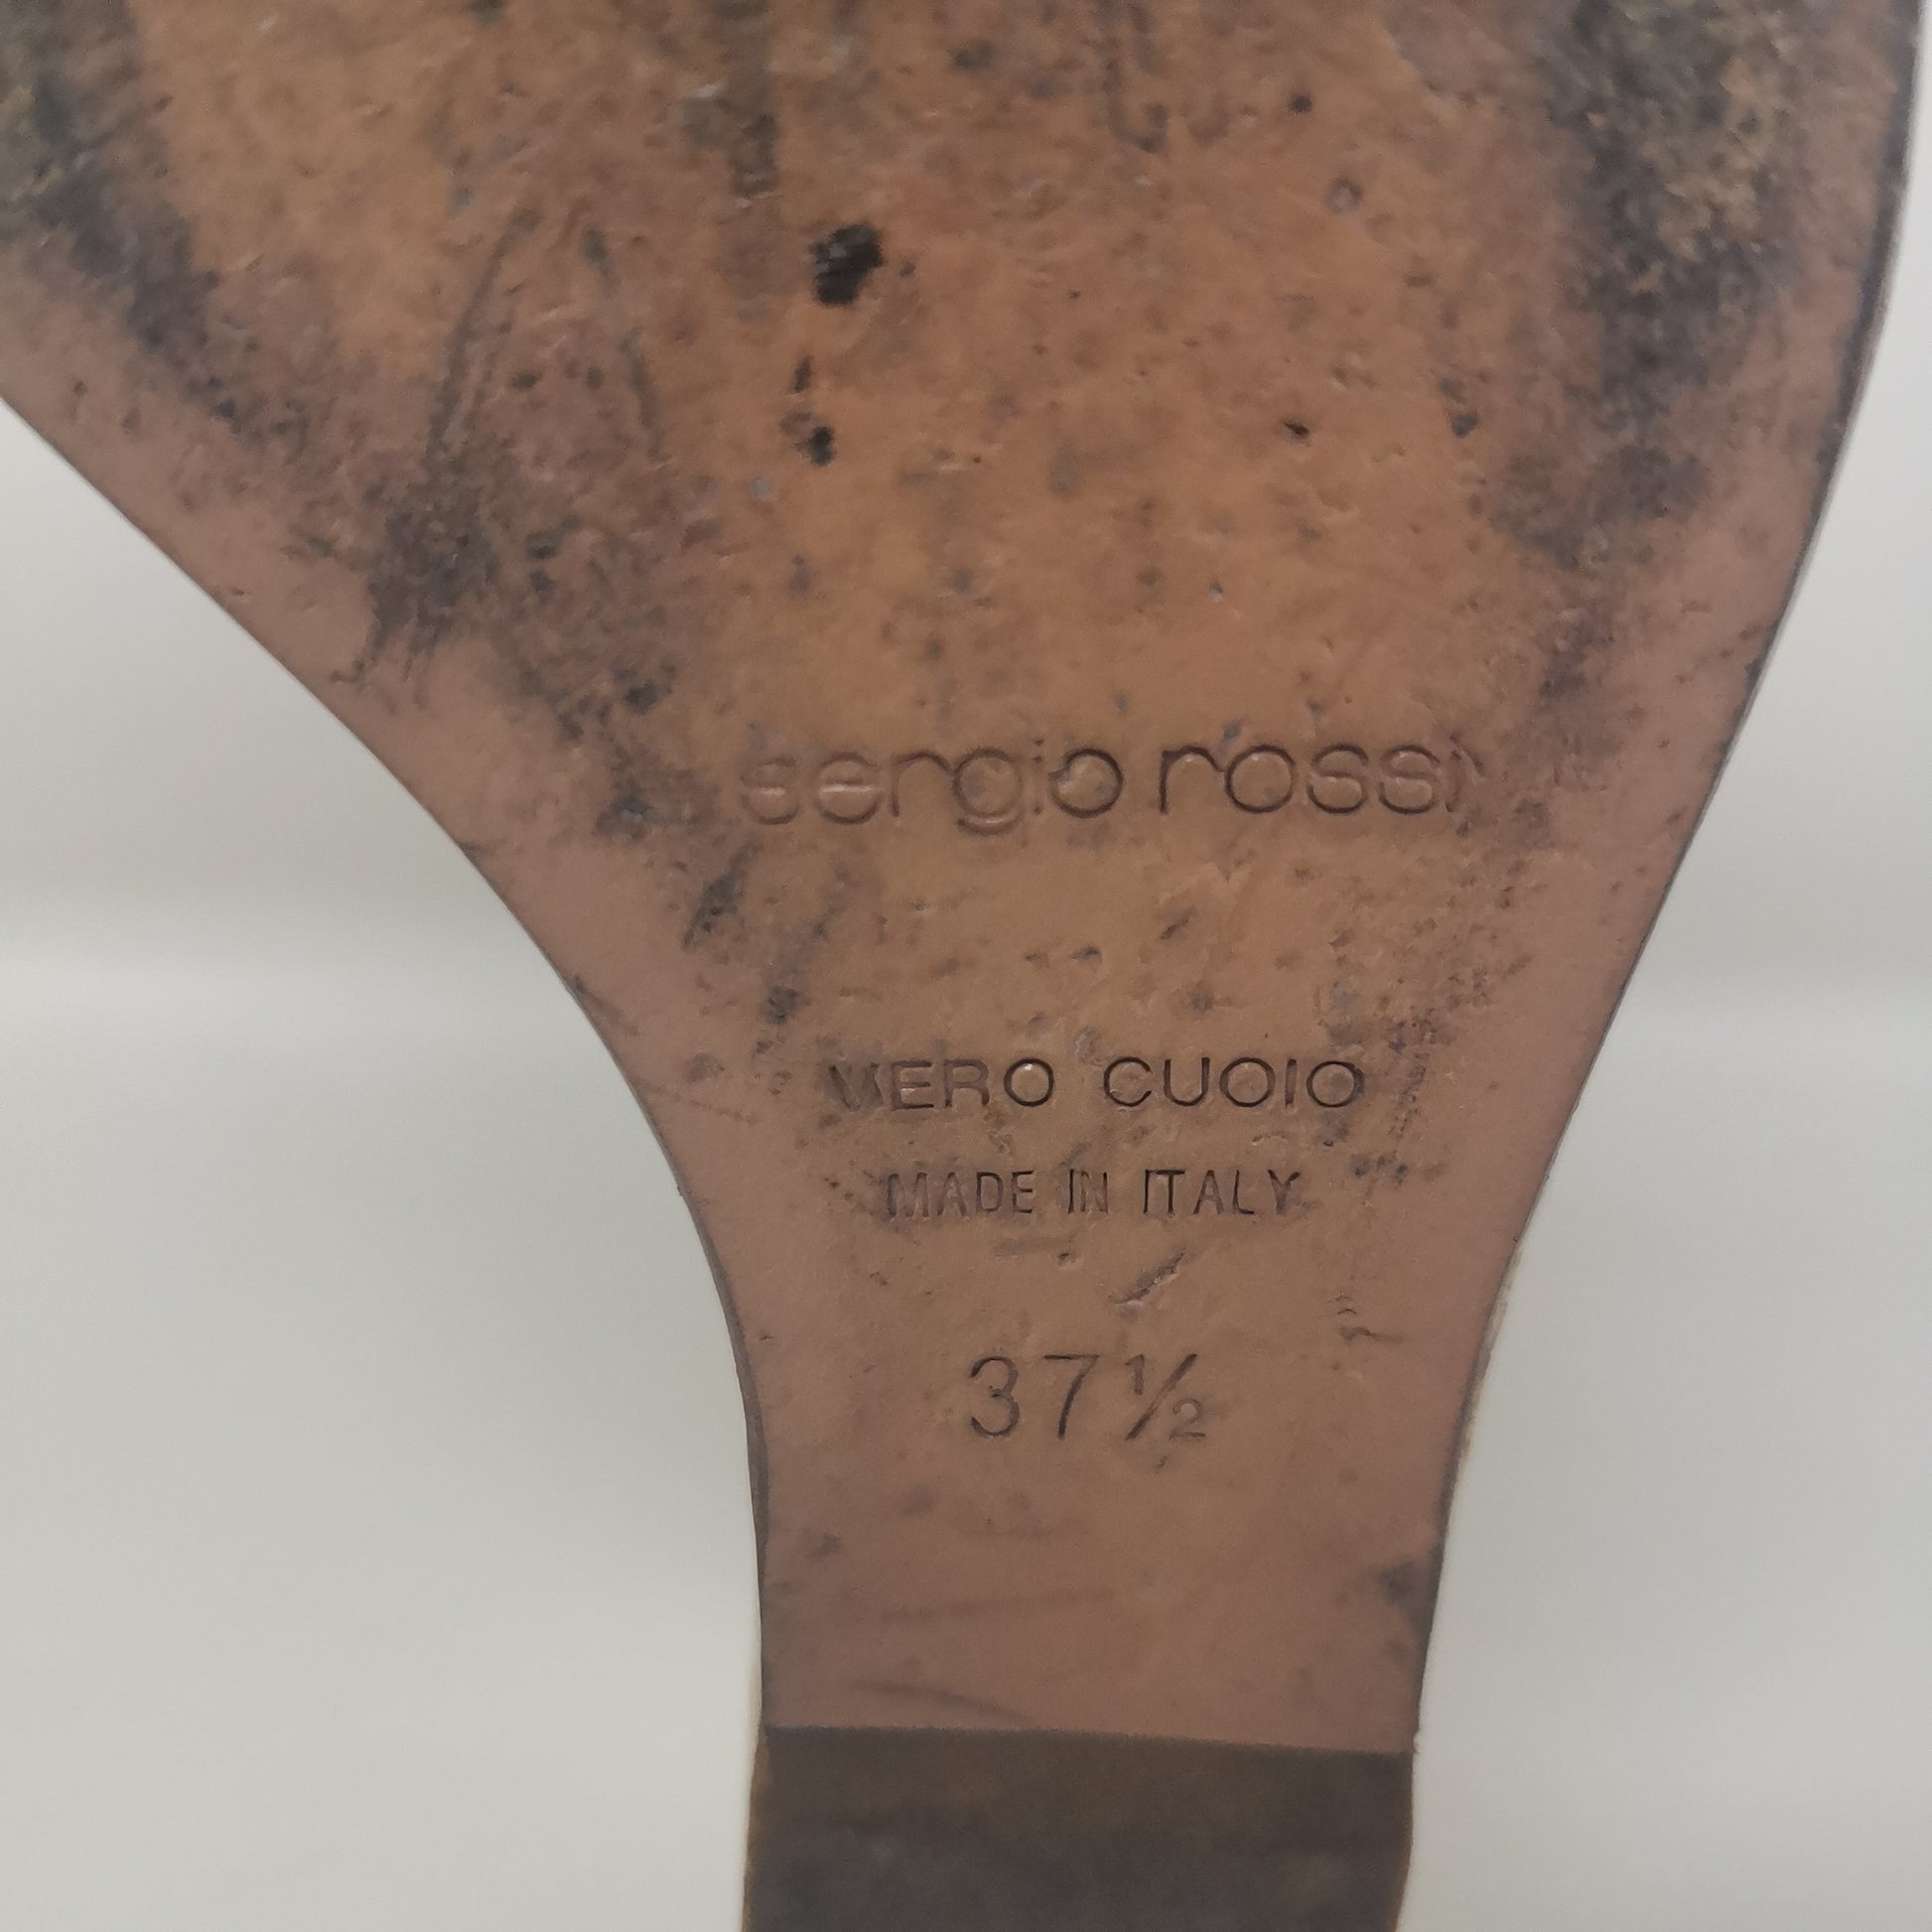 sergio rossi
VERO CUOIO
MADE IN ITALY
37½